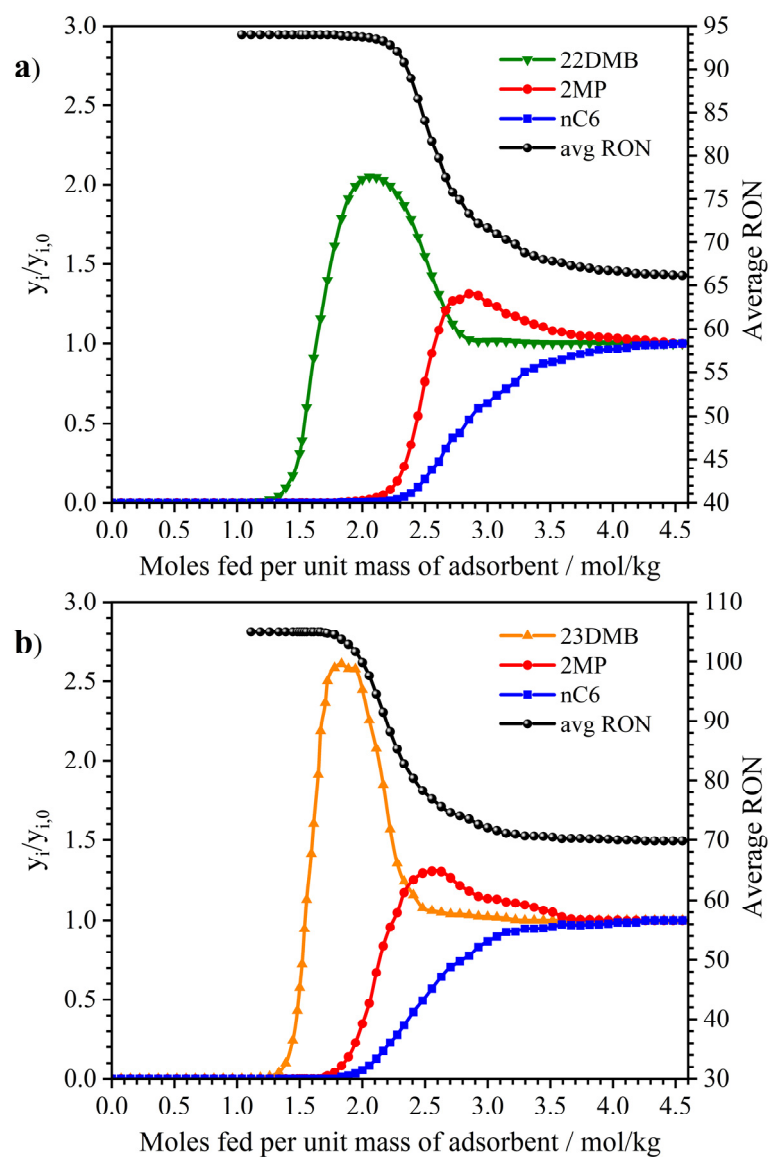 a)
3.0
2.5
2.0
1.5
1.0
0.5
0.0
y_i/y_{i,0}
22DMB
2MP
nC6
avg RON
95
90
85
80
75
70
65
60
55
50
45
40
Average RON
0.0 0.5 1.0 1.5 2.0 2.5 3.0 3.5 4.0 4.5
Moles fed per unit mass of adsorbent / mol/kg
b)
3.0
2.5
2.0
1.5
1.0
0.5
0.0
y_i/y_{i,0}
23DMB
2MP
nC6
avg RON
110
100
90
80
70
60
50
40
30
Average RON
0.0 0.5 1.0 1.5 2.0 2.5 3.0 3.5 4.0 4.5
Moles fed per unit mass of adsorbent / mol/kg